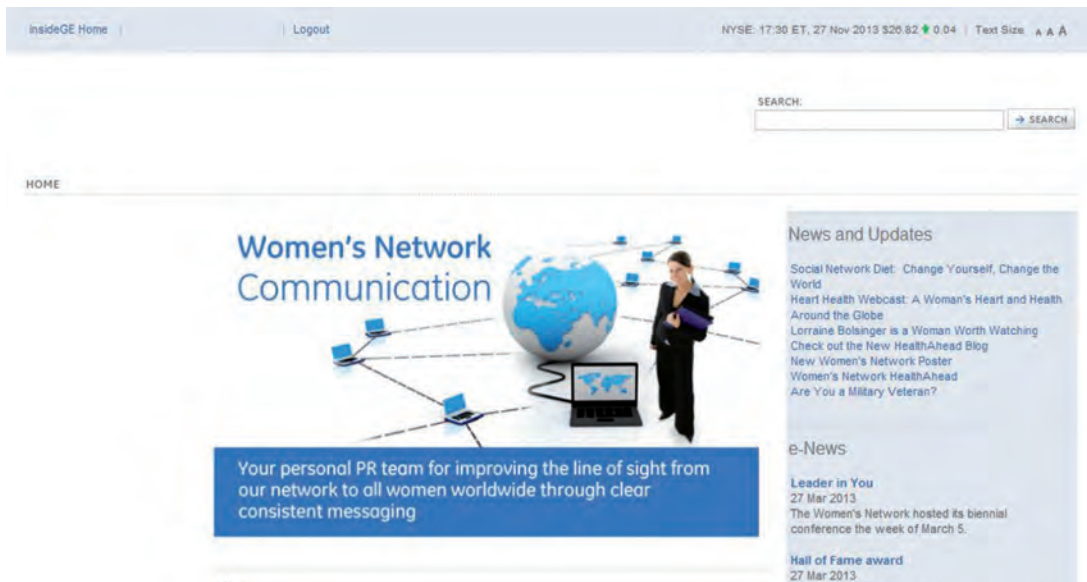 insideGE Home | | Logout NYSE: 17:30 ET, 27 Nov 2013 $26.82 0.04 | Text Size A A A
SEARCH:
→ SEARCH
HOME
Women's Network
Communication
Your personal PR team for improving the line of sight from
our network to all women worldwide through clear
consistent messaging
News and Updates
Social Network Diet: Change Yourself, Change the
World
Heart Health Webcast: A Woman's Heart and Health
Around the Globe
Lorraine Bolsinger is a Woman Worth Watching
Check out the New HealthAhead Blog
New Women's Network Poster
Women's Network HealthAhead
Are You a Military Veteran?
e-News
Leader in You
27 Mar 2013
The Women's Network hosted its biennial
conference the week of March 5.
Hall of Fame award
27 Mar 2013